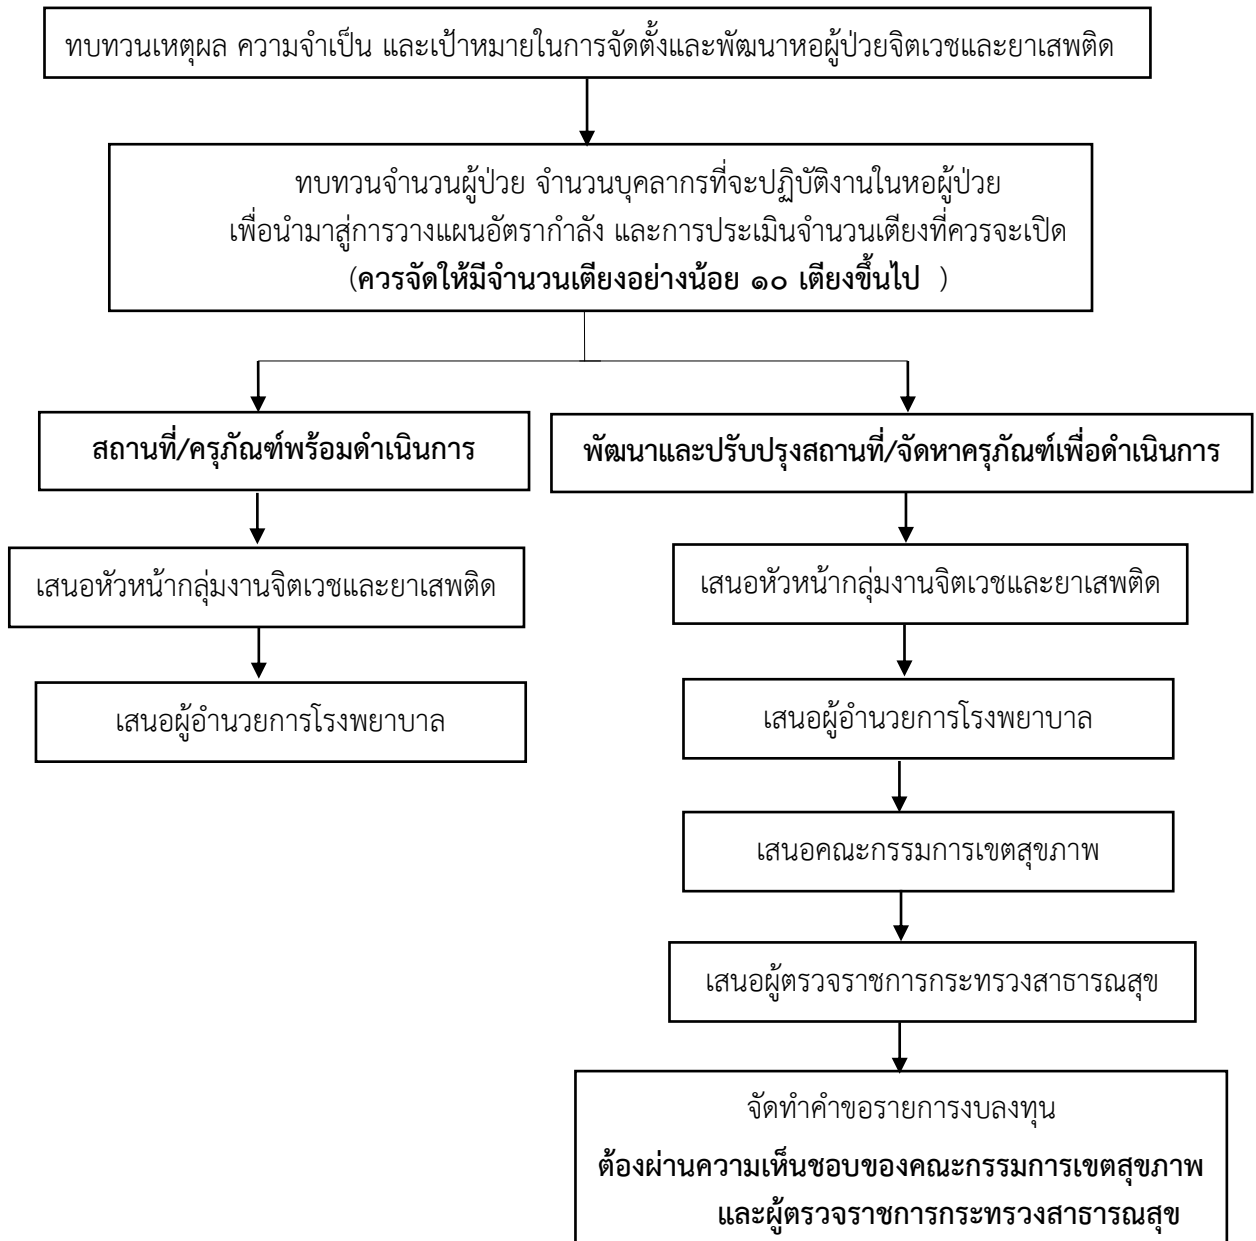 ทบทวนเหตุผล ความจำเป็น และเป้าหมายในการจัดตั้งและพัฒนาหอผู้ป่วยจิตเวชและยาเสพติด
ทบทวนจำนวนผู้ป่วย จำนวนบุคลากรที่จะปฏิบัติงานในหอผู้ป่วย
เพื่อนำมาสู่การวางแผนอัตรากำลัง และการประเมินจำนวนเตียงที่ควรจะเปิด
(ควรจัดให้มีจำนวนเตียงอย่างน้อย ๑๐ เตียงขึ้นไป )
สถานที่/ครุภัณฑ์พร้อมดำเนินการ
เสนอหัวหน้ากลุ่มงานจิตเวชและยาเสพติด
เสนอผู้อำนวยการโรงพยาบาล
พัฒนาและปรับปรุงสถานที่/จัดหาครุภัณฑ์เพื่อดำเนินการ
เสนอหัวหน้ากลุ่มงานจิตเวชและยาเสพติด
เสนอผู้อำนวยการโรงพยาบาล
เสนอคณะกรรมการเขตสุขภาพ
เสนอผู้ตรวจราชการกระทรวงสาธารณสุข
จัดทำคำขอรายการงบลงทุน
ต้องผ่านความเห็นชอบของคณะกรรมการเขตสุขภาพ
และผู้ตรวจราชการกระทรวงสาธารณสุข